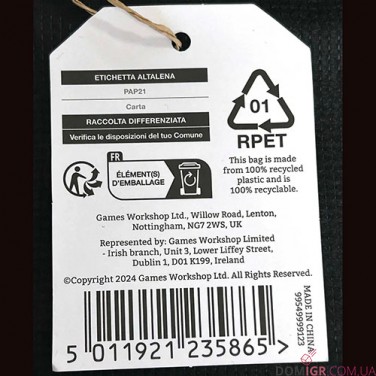 ETICHETTA ALTALENA
PAP21
Carta
RACCOLTA DIFFERENZIATA
Verifica le disposizioni del tuo Comune
01
RPET
This bag is made
from 100% recycled
plastic and is
100% recyclable.
FR
ÉLÉMENT(S)
D'EMBALLAGE
Games Workshop Ltd., Willow Road, Lenton,
Nottingham, NG7 2WS, UK
Represented by: Games Workshop Limited
- Irish branch, Unit 3, Lower Liffey Street,
Dublin 1, D01 K199, Ireland
©Copyright 2024 Games Workshop Ltd. All Rights Reserved.
5 011921 235865 >
MADE IN CHINA
99549999123
DOMIGR.COM.UA